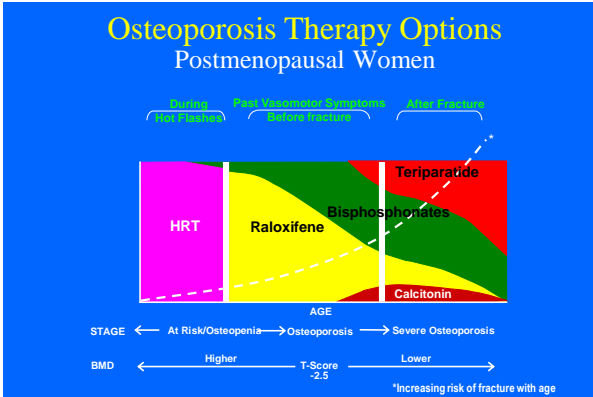 Osteoporosis Therapy Options
Postmenopausal Women
During
Hot Flashes
Past Vasomotor Symptoms
Before fracture
After Fracture
*
Teriparatide
Bisphosphonates
HRT
Raloxifene
Calcitonin
AGE
STAGE At Risk/Osteopenia Osteoporosis Severe Osteoporosis
BMD Higher T-Score Lower
-2.5
*Increasing risk of fracture with age